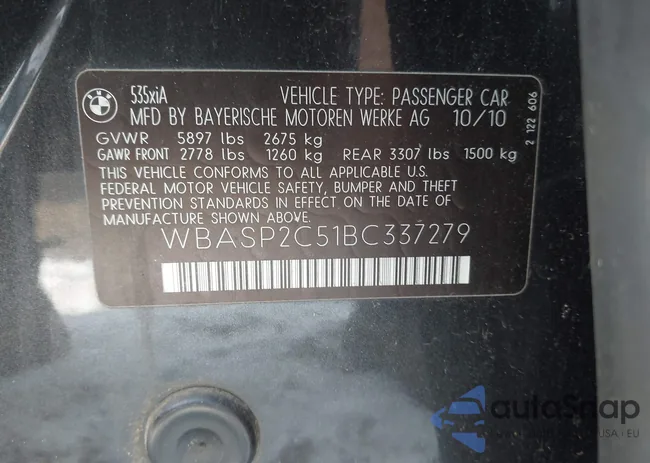 BMW
535xiA VEHICLE TYPE: PASSENGER CAR
MFD BY BAYERISCHE MOTOREN WERKE AG 10/10
GVWR 5897 lbs 2675 kg
GAWR FRONT 2778 lbs 1260 kg REAR 3307 lbs 1500 kg
THIS VEHICLE CONFORMS TO ALL APPLICABLE U.S.
FEDERAL MOTOR VEHICLE SAFETY, BUMPER AND THEFT
PREVENTION STANDARDS IN EFFECT ON THE DATE OF
MANUFACTURE SHOWN ABOVE.
WBASP2C51BC337279
2 122 606
autoSnap
USA - EU